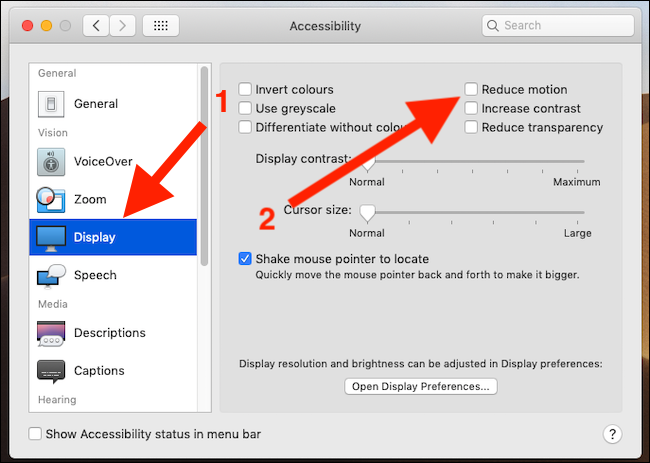 Accessibility
Search
General
General
Vision
VoiceOver
Zoom
Display
Speech
Media
Descriptions
Captions
Hearing
1
Invert colours
Use greyscale
Differentiate without colou
Reduce motion
Increase contrast
Reduce transparency
2
Display contrast:
Normal Maximum
Cursor size:
Normal Large
Shake mouse pointer to locate
Quickly move the mouse pointer back and forth to make it bigger.
Display resolution and brightness can be adjusted in Display preferences:
Open Display Preferences...
Show Accessibility status in menu bar
?